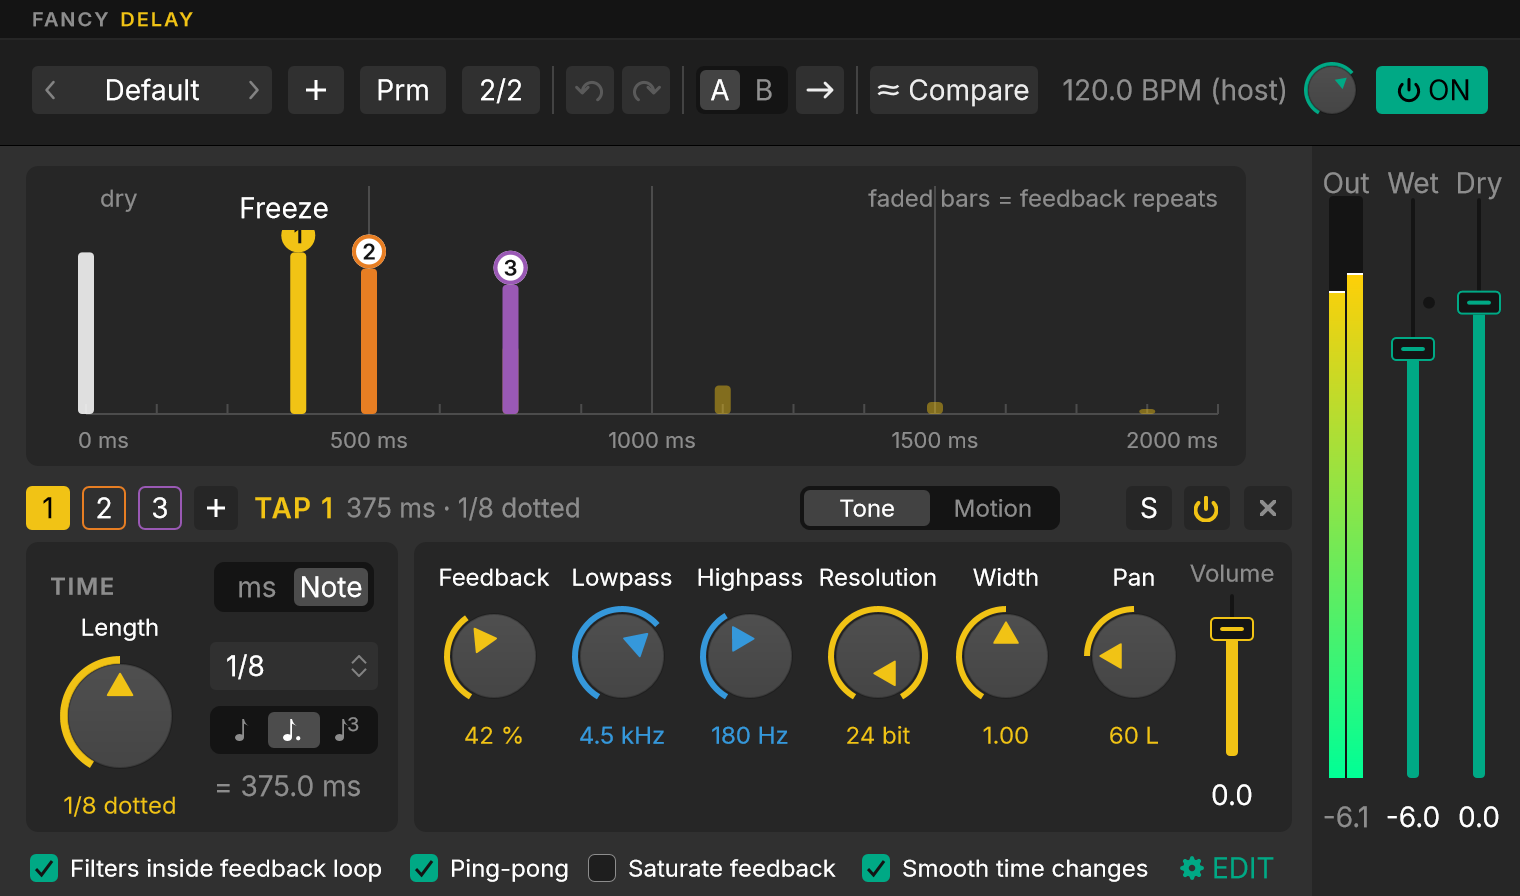 FANCY DELAY
Default + Prm 2/2 A B → ≈ Compare 120.0 BPM (host) ON
dry Freeze faded bars = feedback repeats
1 2 3
0 ms 500 ms 1000 ms 1500 ms 2000 ms
1 2 3 + TAP 1 375 ms · 1/8 dotted Tone Motion S ×
TIME ms Note
Length
1/8
3
= 375.0 ms
1/8 dotted
Feedback Lowpass Highpass Resolution Width Pan Volume
42 % 4.5 kHz 180 Hz 24 bit 1.00 60 L
0.0
Filters inside feedback loop Ping-pong Saturate feedback Smooth time changes EDIT
Out Wet Dry
-6.1 -6.0 0.0